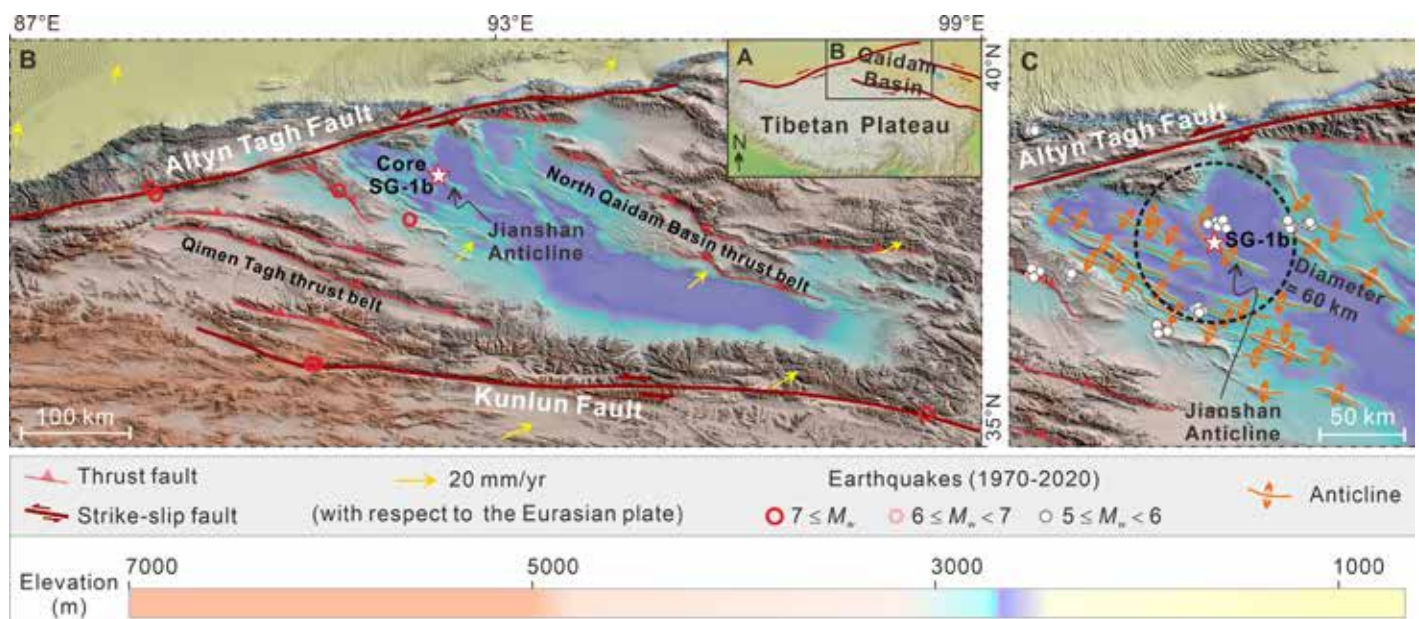 87°E 93°E 99°E
B
A
B
Qaidam
Basin
Tibetan Plateau
N
40°N
35°N
Altyn Tagh Fault
Core
SG-1b
Jianshan
Anticline
North Qaidam Basin thrust belt
Qimen Tagh thrust belt
Kunlun Fault
100 km
C
Altyn Tagh Fault
SG-1b
Diameter
= 60 km
Jianshan
Anticline
50 km
Thrust fault
Strike-slip fault
20 mm/yr
(with respect to the Eurasian plate)
Earthquakes (1970-2020)
7 ≤ Mw 6 ≤ Mw < 7 5 ≤ Mw < 6
Anticline
Elevation
(m)
7000 5000 3000 1000